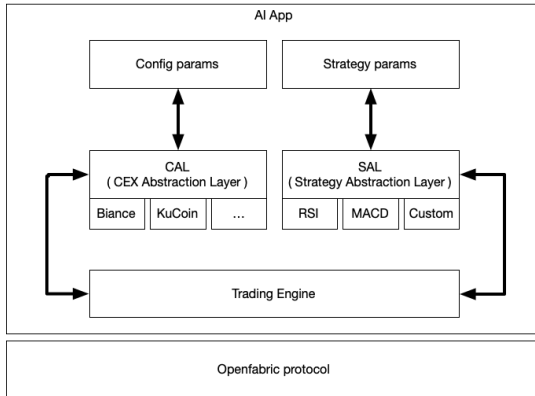 AI App
Config params
Strategy params
CAL
( CEX Abstraction Layer )
SAL
( Strategy Abstraction Layer )
Biance
KuCoin
...
RSI
MACD
Custom
Trading Engine
Openfabric protocol